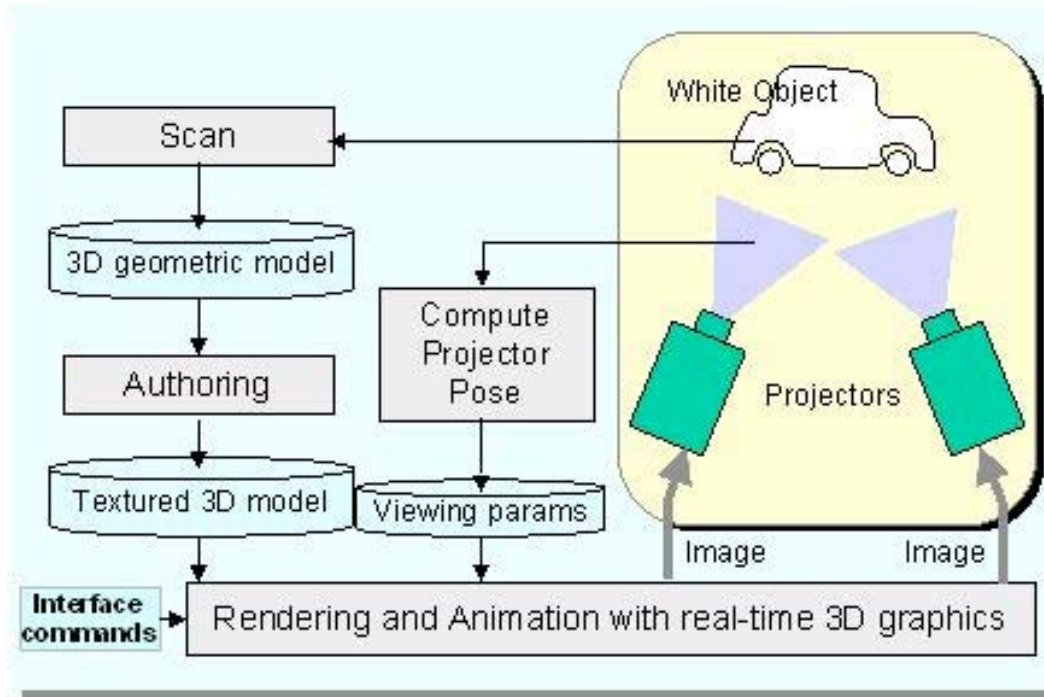 White Object
Scan
3D geometric model
Compute
Projector
Pose
Authoring
Projectors
Textured 3D model
Viewing params
Image
Image
Interface
commands
Rendering and Animation with real-time 3D graphics